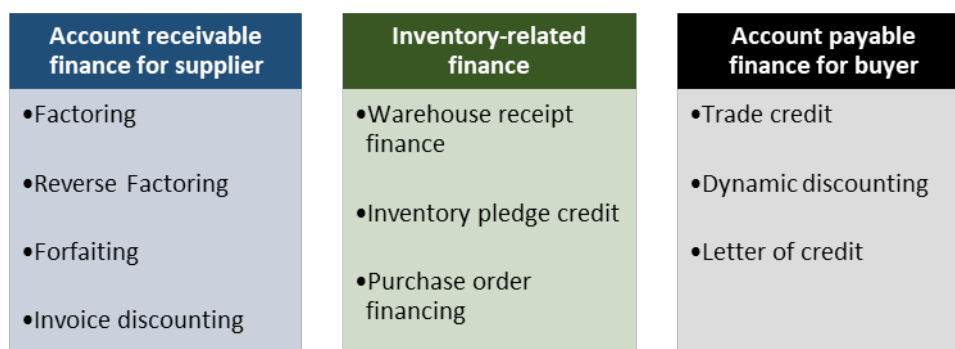 Account receivable
finance for supplier
•Factoring
•Reverse Factoring
•Forfaiting
•Invoice discounting
Inventory-related
finance
•Warehouse receipt
finance
•Inventory pledge credit
•Purchase order
financing
Account payable
finance for buyer
•Trade credit
•Dynamic discounting
•Letter of credit